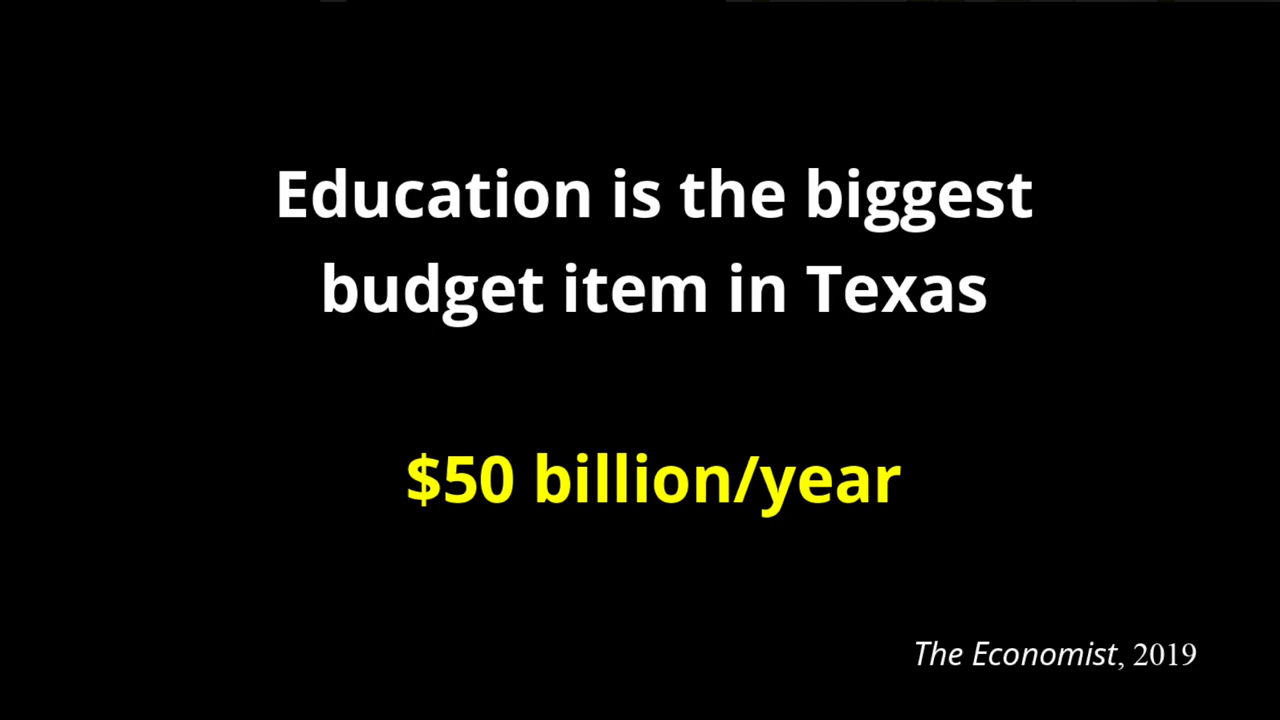 Education is the biggest
budget item in Texas
$50 billion/year
The Economist, 2019